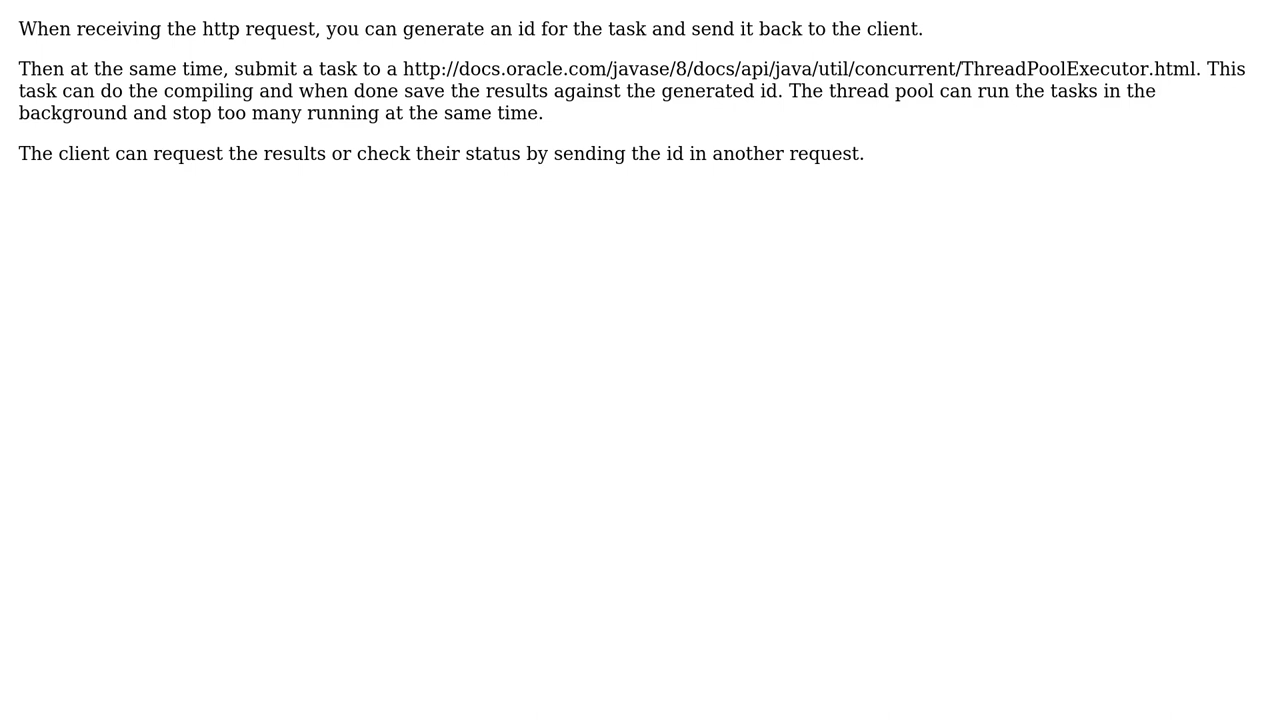 When receiving the http request, you can generate an id for the task and send it back to the client.
Then at the same time, submit a task to a http://docs.oracle.com/javase/8/docs/api/java/util/concurrent/ThreadPoolExecutor.html. This
task can do the compiling and when done save the results against the generated id. The thread pool can run the tasks in the
background and stop too many running at the same time.
The client can request the results or check their status by sending the id in another request.